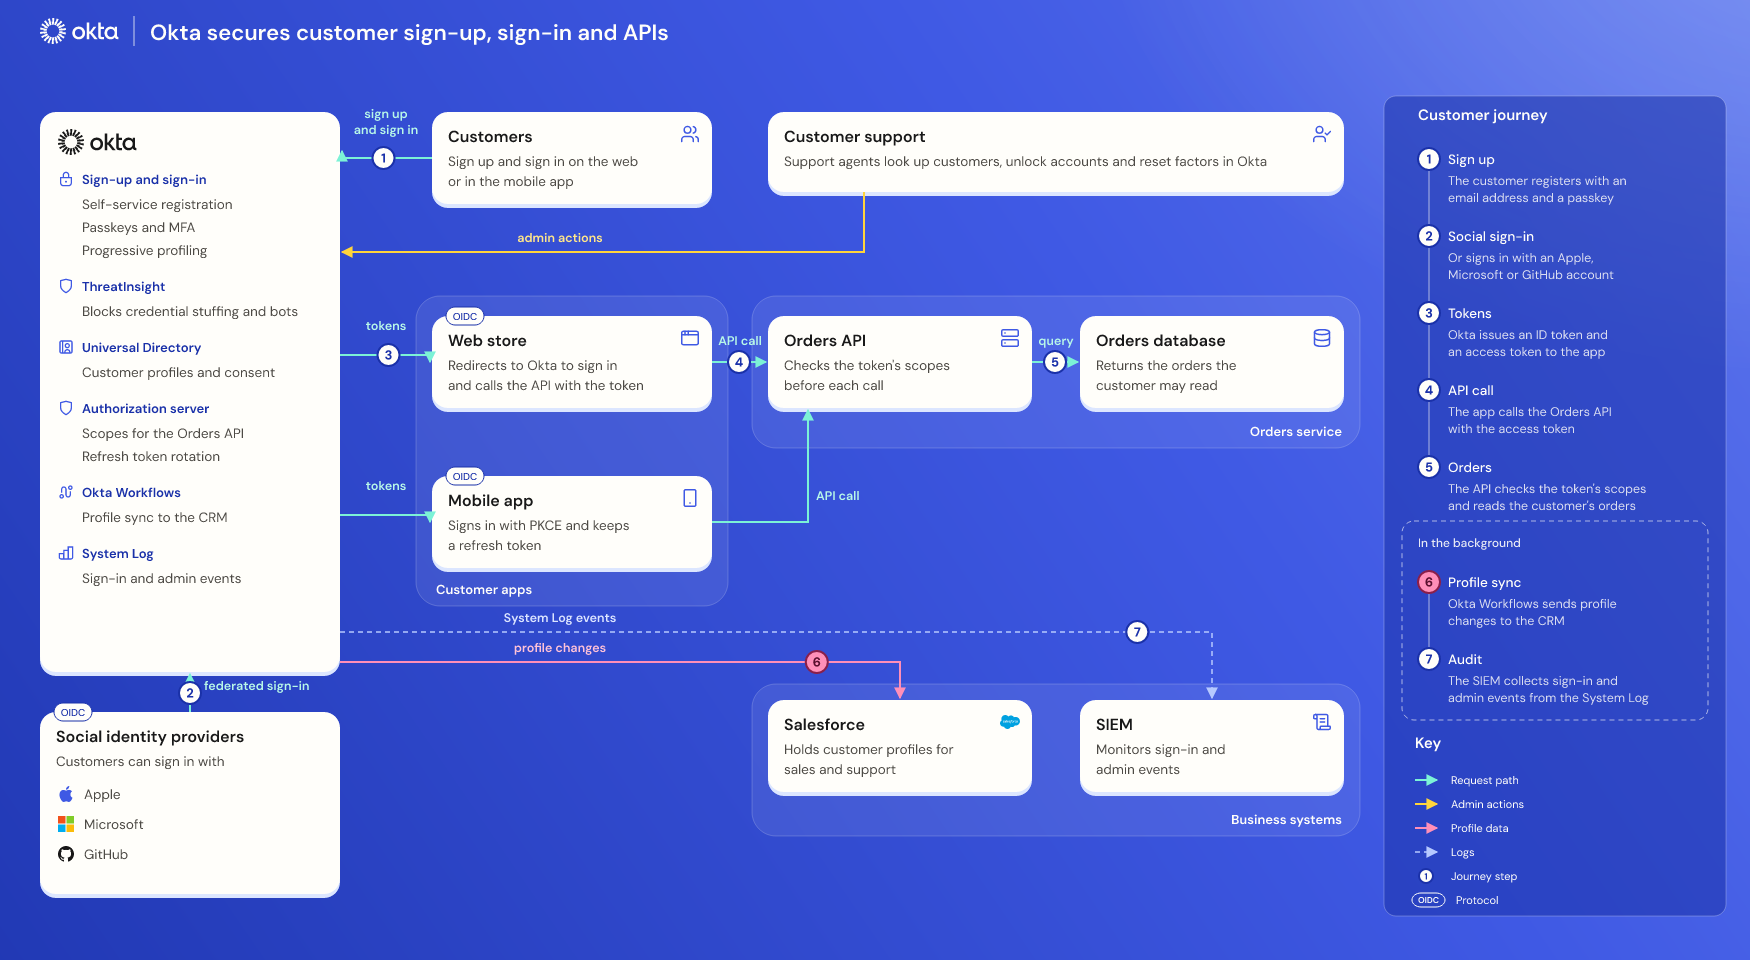 okta
Okta secures customer sign-up, sign-in and APIs
okta
Sign-up and sign-in
Self-service registration
Passkeys and MFA
Progressive profiling
ThreatInsight
Blocks credential stuffing and bots
Universal Directory
Customer profiles and consent
Authorization server
Scopes for the Orders API
Refresh token rotation
Okta Workflows
Profile sync to the CRM
System Log
Sign-in and admin events
sign up
and sign in
1
Customers
Sign up and sign in on the web
or in the mobile app
Customer support
Support agents look up customers, unlock accounts and reset factors in Okta
admin actions
tokens
3
OIDC
Web store
Redirects to Okta to sign in
and calls the API with the token
API call
4
Orders API
Checks the token's scopes
before each call
query
5
Orders database
Returns the orders the
customer may read
Orders service
tokens
OIDC
Mobile app
Signs in with PKCE and keeps
a refresh token
Customer apps
API call
System Log events
7
profile changes
6
2
federated sign-in
OIDC
Social identity providers
Customers can sign in with
Apple
Microsoft
GitHub
Salesforce
Holds customer profiles for
sales and support
SIEM
Monitors sign-in and
admin events
Business systems
Customer journey
1
Sign up
The customer registers with an
email address and a passkey
2
Social sign-in
Or signs in with an Apple,
Microsoft or GitHub account
3
Tokens
Okta issues an ID token and
an access token to the app
4
API call
The app calls the Orders API
with the access token
5
Orders
The API checks the token's scopes
and reads the customer's orders
In the background
6
Profile sync
Okta Workflows sends profile
changes to the CRM
7
Audit
The SIEM collects sign-in and
admin events from the System Log
Key
Request path
Admin actions
Profile data
Logs
1
Journey step
OIDC
Protocol